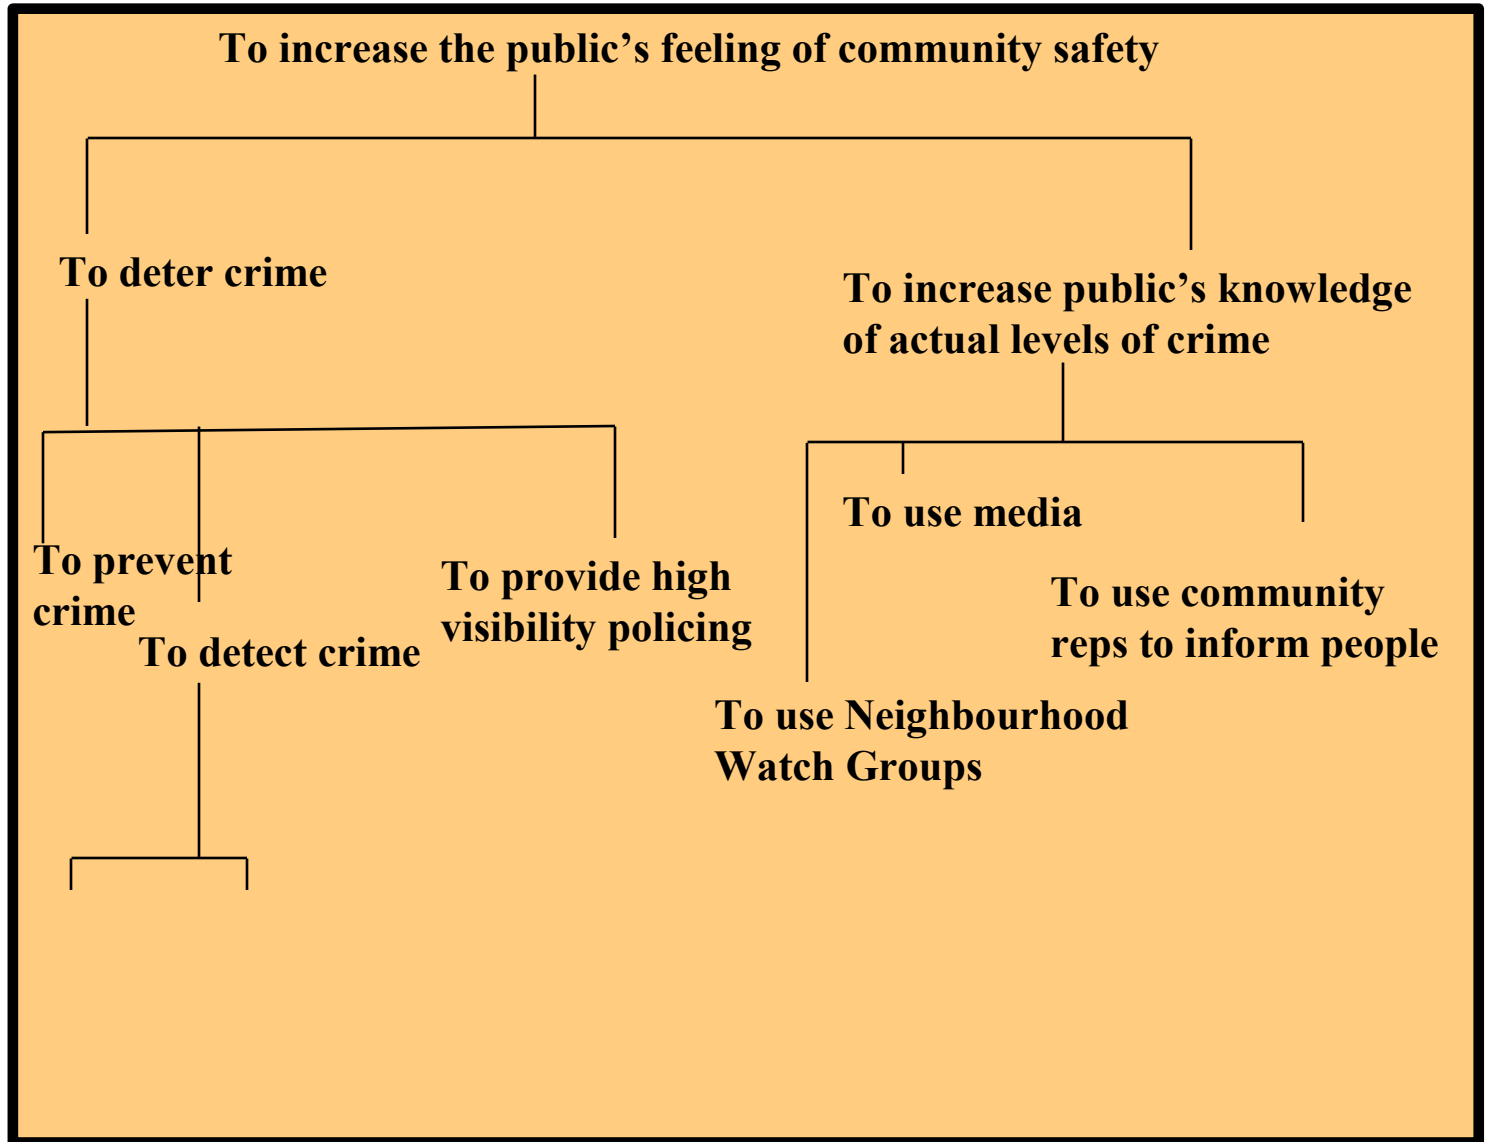 To increase the public’s feeling of community safety
To deter crime
To increase public’s knowledge
of actual levels of crime
To prevent
crime
To detect crime
To provide high
visibility policing
To use media
To use community
reps to inform people
To use Neighbourhood
Watch Groups